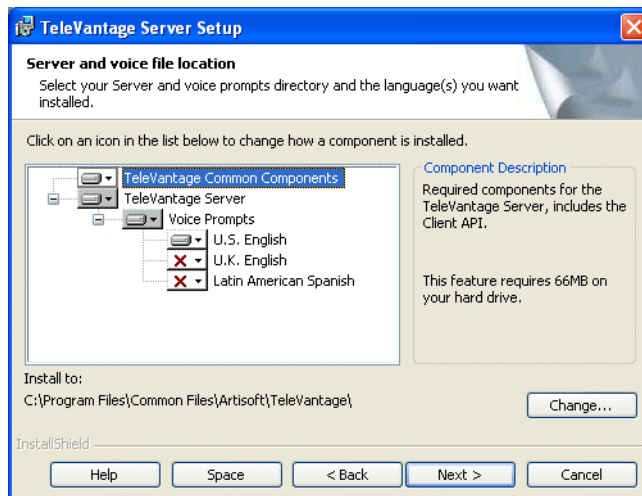 TeleVantage Server Setup
Server and voice file location
Select your Server and voice prompts directory and the language(s) you want
installed.
Click on an icon in the list below to change how a component is installed.
TeleVantage Common Components
TeleVantage Server
Voice Prompts
U.S. English
U.K. English
Latin American Spanish
Component Description
Required components for the
TeleVantage Server, includes the
Client API.
This feature requires 66MB on
your hard drive.
Install to:
C:\Program Files\Common Files\Artisoft\TeleVantage\
Change...
InstallShield
Help
Space
< Back
Next >
Cancel